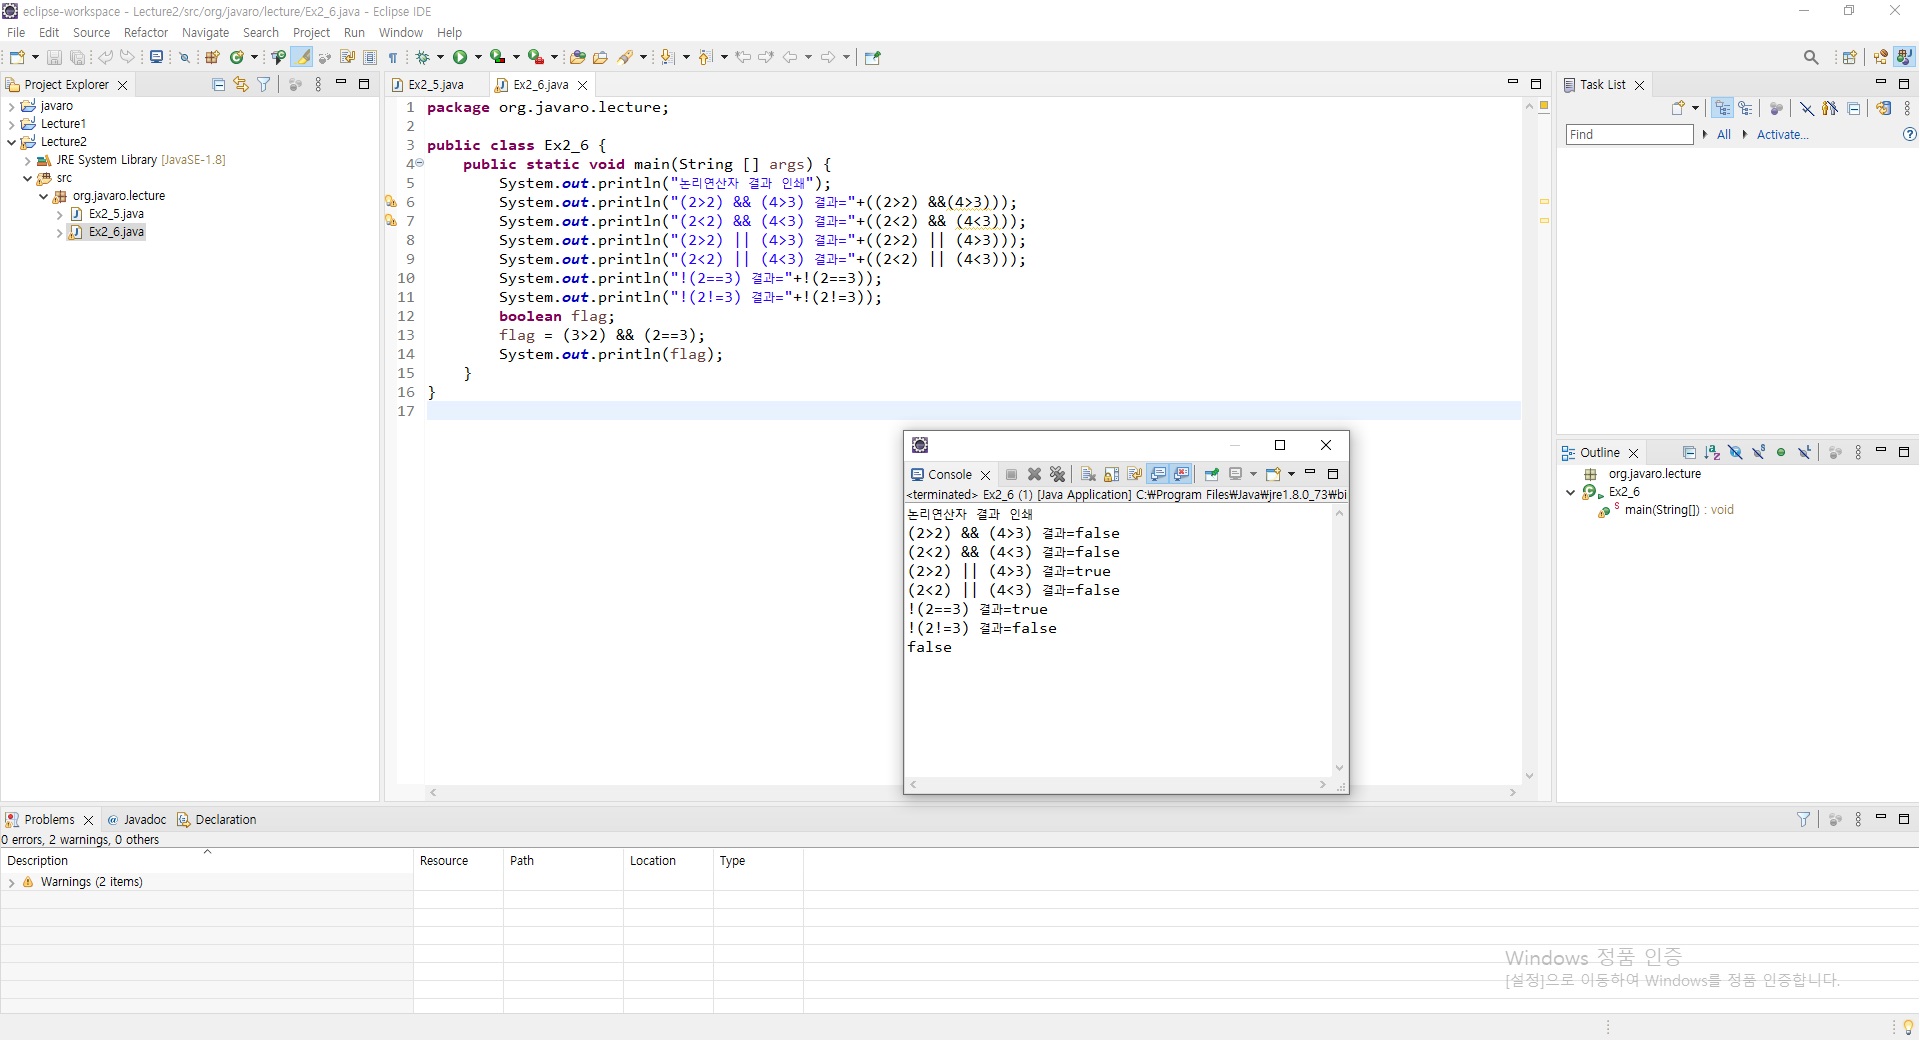 eclipse-workspace - Lecture2/src/org/javaro/lecture/Ex2_6.java - Eclipse IDE
File Edit Source Refactor Navigate Search Project Run Window Help
Project Explorer
javaro
Lecture1
Lecture2
JRE System Library [JavaSE-1.8]
src
org.javaro.lecture
Ex2_5.java
Ex2_6.java
Ex2_5.java Ex2_6.java
1 package org.javaro.lecture;
2
3 public class Ex2_6 {
4 public static void main(String [] args) {
5 System.out.println("논리연산자 결과 인쇄");
6 System.out.println("(2>2) && (4>3) 결과="+((2>2) &&(4>3)));
7 System.out.println("(2<2) && (4<3) 결과="+((2<2) && (4<3)));
8 System.out.println("(2>2) || (4>3) 결과="+((2>2) || (4>3)));
9 System.out.println("(2<2) || (4<3) 결과="+((2<2) || (4<3)));
10 System.out.println("!(2==3) 결과="+!(2==3));
11 System.out.println("!(2!=3) 결과="+!(2!=3));
12 boolean flag;
13 flag = (3>2) && (2==3);
14 System.out.println(flag);
15 }
16 }
17
Console
<terminated> Ex2_6 (1) [Java Application] C:₩Program Files₩Java₩jre1.8.0_73₩bi
논리연산자 결과 인쇄
(2>2) && (4>3) 결과=false
(2<2) && (4<3) 결과=false
(2>2) || (4>3) 결과=true
(2<2) || (4<3) 결과=false
!(2==3) 결과=true
!(2!=3) 결과=false
false
Task List
Find All Activate...
Outline
org.javaro.lecture
Ex2_6
main(String[]) : void
Problems @ Javadoc Declaration
0 errors, 2 warnings, 0 others
Description Resource Path Location Type
Warnings (2 items)
Windows 정품 인증
[설정]으로 이동하여 Windows를 정품 인증합니다.